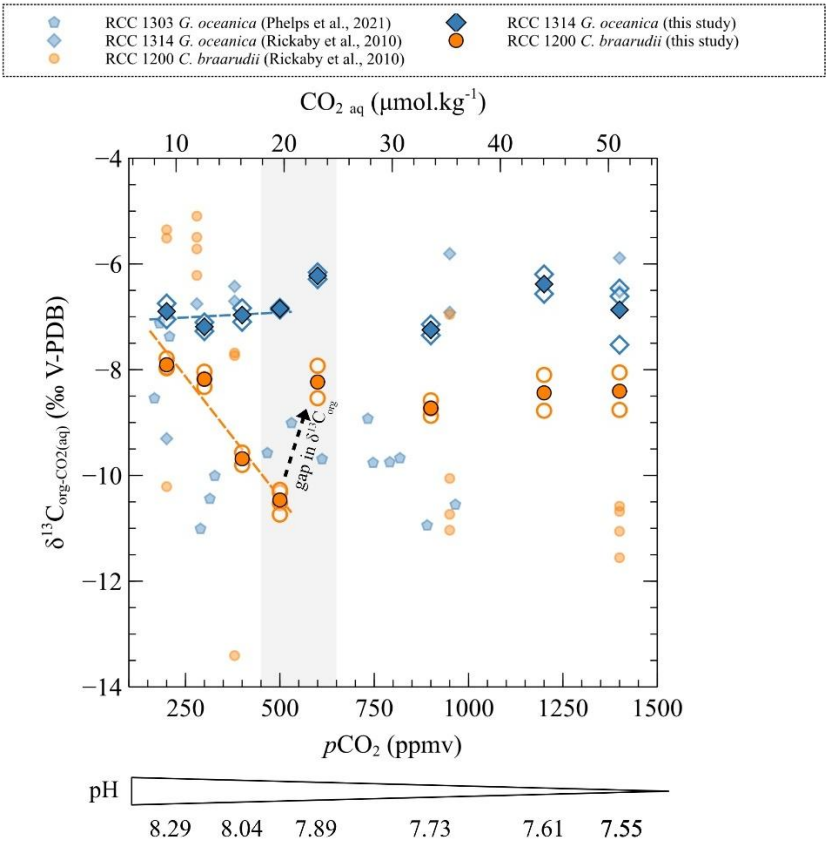 RCC 1303 G. oceanica (Phelps et al., 2021)
RCC 1314 G. oceanica (Rickaby et al., 2010)
RCC 1200 C. braarudii (Rickaby et al., 2010)
RCC 1314 G. oceanica (this study)
RCC 1200 C. braarudii (this study)
CO2 aq (μmol.kg-1)
10 20 30 40 50
−4
−6
−8
−10
−12
−14
δ13Corg-CO2(aq) (‰ V-PDB)
gap in δ13Corg
250 500 750 1000 1250 1500
pCO2 (ppmv)
pH
8.29 8.04 7.89 7.73 7.61 7.55